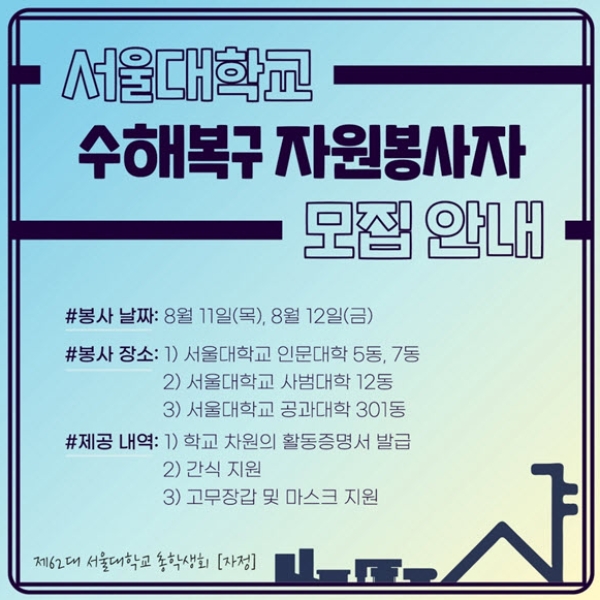 서울대학교
수해복구 자원봉사자
모집 안내
#봉사 날짜: 8월 11일(목), 8월 12일(금)
#봉사 장소: 1) 서울대학교 인문대학 5동, 7동
2) 서울대학교 사범대학 12동
3) 서울대학교 공과대학 301동
#제공 내역: 1) 학교 차원의 활동증명서 발급
2) 간식 지원
3) 고무장갑 및 마스크 지원
제62대 서울대학교 총학생회 [자정]